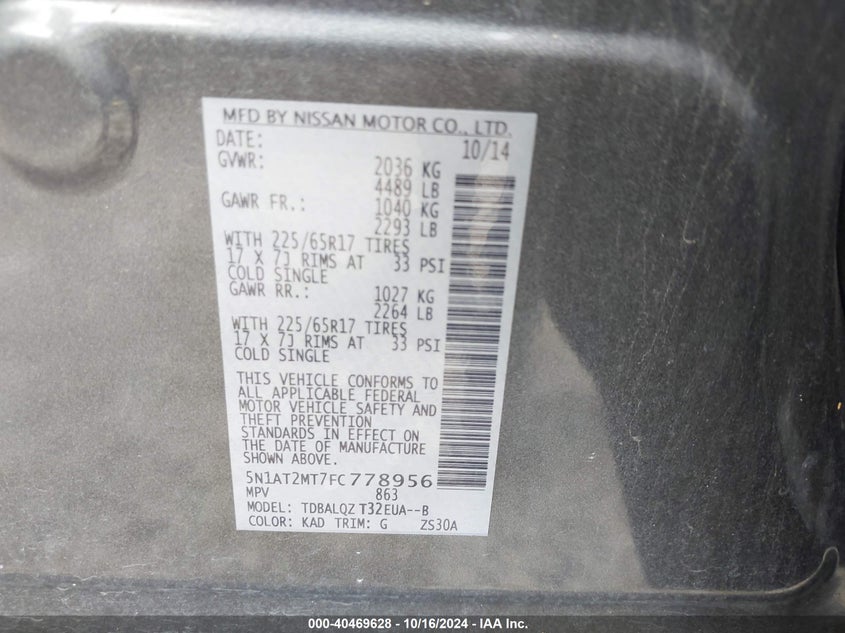 MFD BY NISSAN MOTOR CO., LTD.
DATE: 10/14
GVWR: 2036 KG
4489 LB
GAWR FR.: 1040 KG
2293 LB
WITH 225/65R17 TIRES
17 X 7J RIMS AT 33 PSI
COLD SINGLE
GAWR RR.: 1027 KG
2264 LB
WITH 225/65R17 TIRES
17 X 7J RIMS AT 33 PSI
COLD SINGLE
THIS VEHICLE CONFORMS TO
ALL APPLICABLE FEDERAL
MOTOR VEHICLE SAFETY AND
THEFT PREVENTION
STANDARDS IN EFFECT ON
THE DATE OF MANUFACTURE
SHOWN ABOVE.
5N1AT2MT7FC778956
MPV 863
MODEL: TDBALQZ T32EUA--B
COLOR: KAD TRIM: G ZS30A
000-40469628 - 10/16/2024 - IAA Inc.